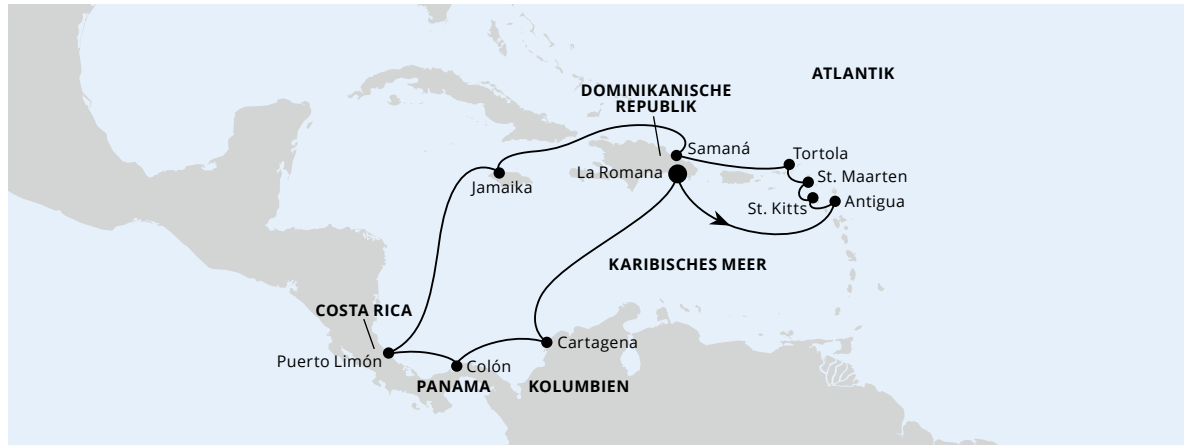 ATLANTIK
DOMINIKANISCHE
REPUBLIK
Samaná
Tortola
La Romana
St. Maarten
Jamaika
St. Kitts
Antigua
KARIBISCHES MEER
COSTA RICA
Puerto Limón
Cartagena
Colón
PANAMA
KOLUMBIEN